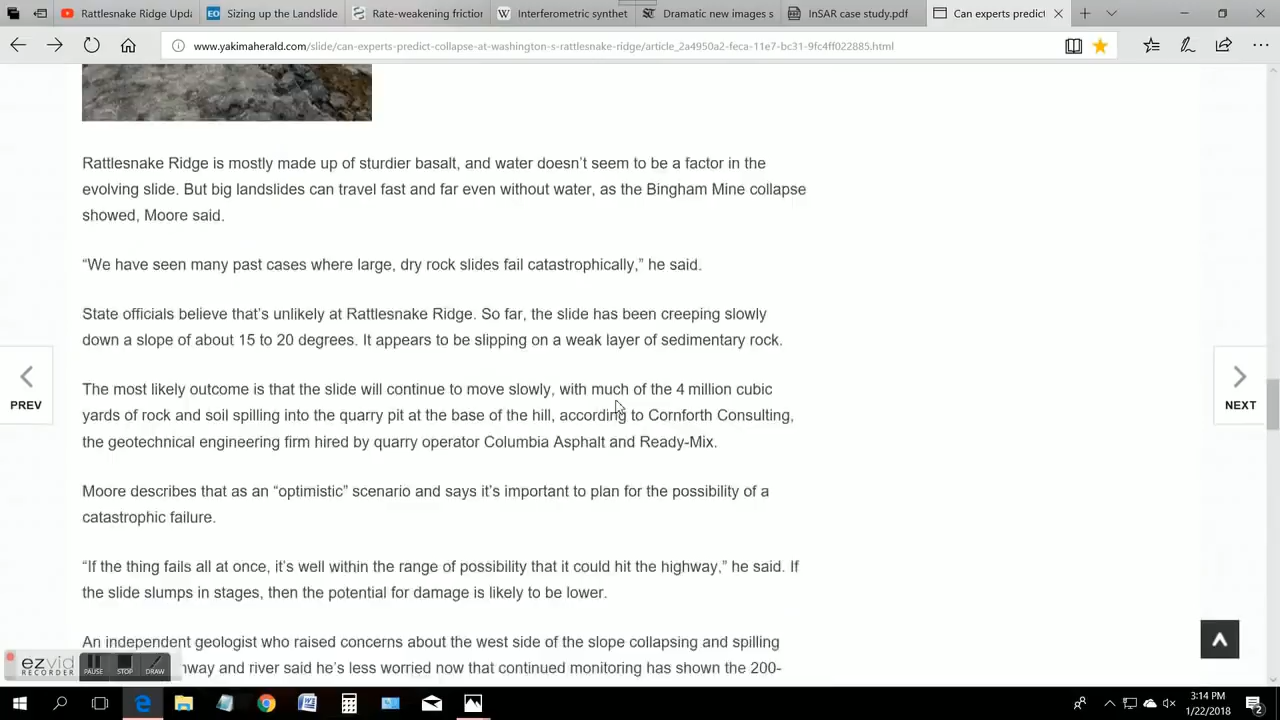 Rattlesnake Ridge Upda
Sizing up the Landslide
Rate-weakening friction
Interferometric synthet
Dramatic new images s
InSAR case study.pdf
Can experts predict
www.yakimaherald.com/slide/can-experts-predict-collapse-at-washington-s-rattlesnake-ridge/article_2a4950a2-feca-11e7-bc31-9fc4ff022885.html
Rattlesnake Ridge is mostly made up of sturdier basalt, and water doesn't seem to be a factor in the
evolving slide. But big landslides can travel fast and far even without water, as the Bingham Mine collapse
showed, Moore said.
“We have seen many past cases where large, dry rock slides fail catastrophically,” he said.
State officials believe that's unlikely at Rattlesnake Ridge. So far, the slide has been creeping slowly
down a slope of about 15 to 20 degrees. It appears to be slipping on a weak layer of sedimentary rock.
The most likely outcome is that the slide will continue to move slowly, with much of the 4 million cubic
yards of rock and soil spilling into the quarry pit at the base of the hill, according to Cornforth Consulting,
the geotechnical engineering firm hired by quarry operator Columbia Asphalt and Ready-Mix.
Moore describes that as an “optimistic” scenario and says it's important to plan for the possibility of a
catastrophic failure.
“If the thing fails all at once, it's well within the range of possibility that it could hit the highway,” he said. If
the slide slumps in stages, then the potential for damage is likely to be lower.
An independent geologist who raised concerns about the west side of the slope collapsing and spilling
way and river said he's less worried now that continued monitoring has shown the 200-
PREV
NEXT
ezvid
RECORDER
PAUSE
STOP
DRAW
3:14 PM
1/22/2018
2